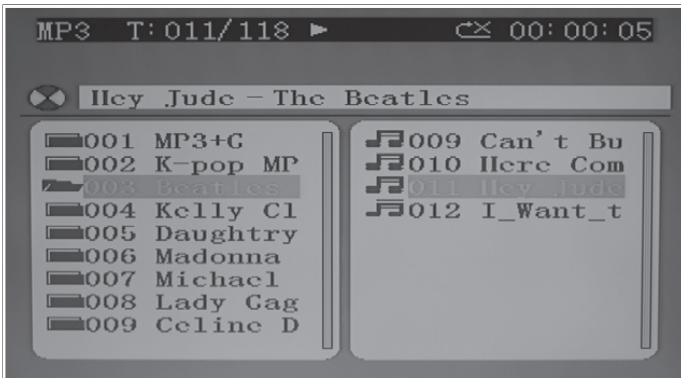 MP3 T:011/118 00:00:05
Hey Jude - The Beatles
001 MP3+G
002 K-pop MP
003 Beatles
004 Kelly Cl
005 Daughtry
006 Madonna
007 Michael
008 Lady Gag
009 Celine D
009 Can't Bu
010 Here Com
011 Hey Jude
012 I_Want_t